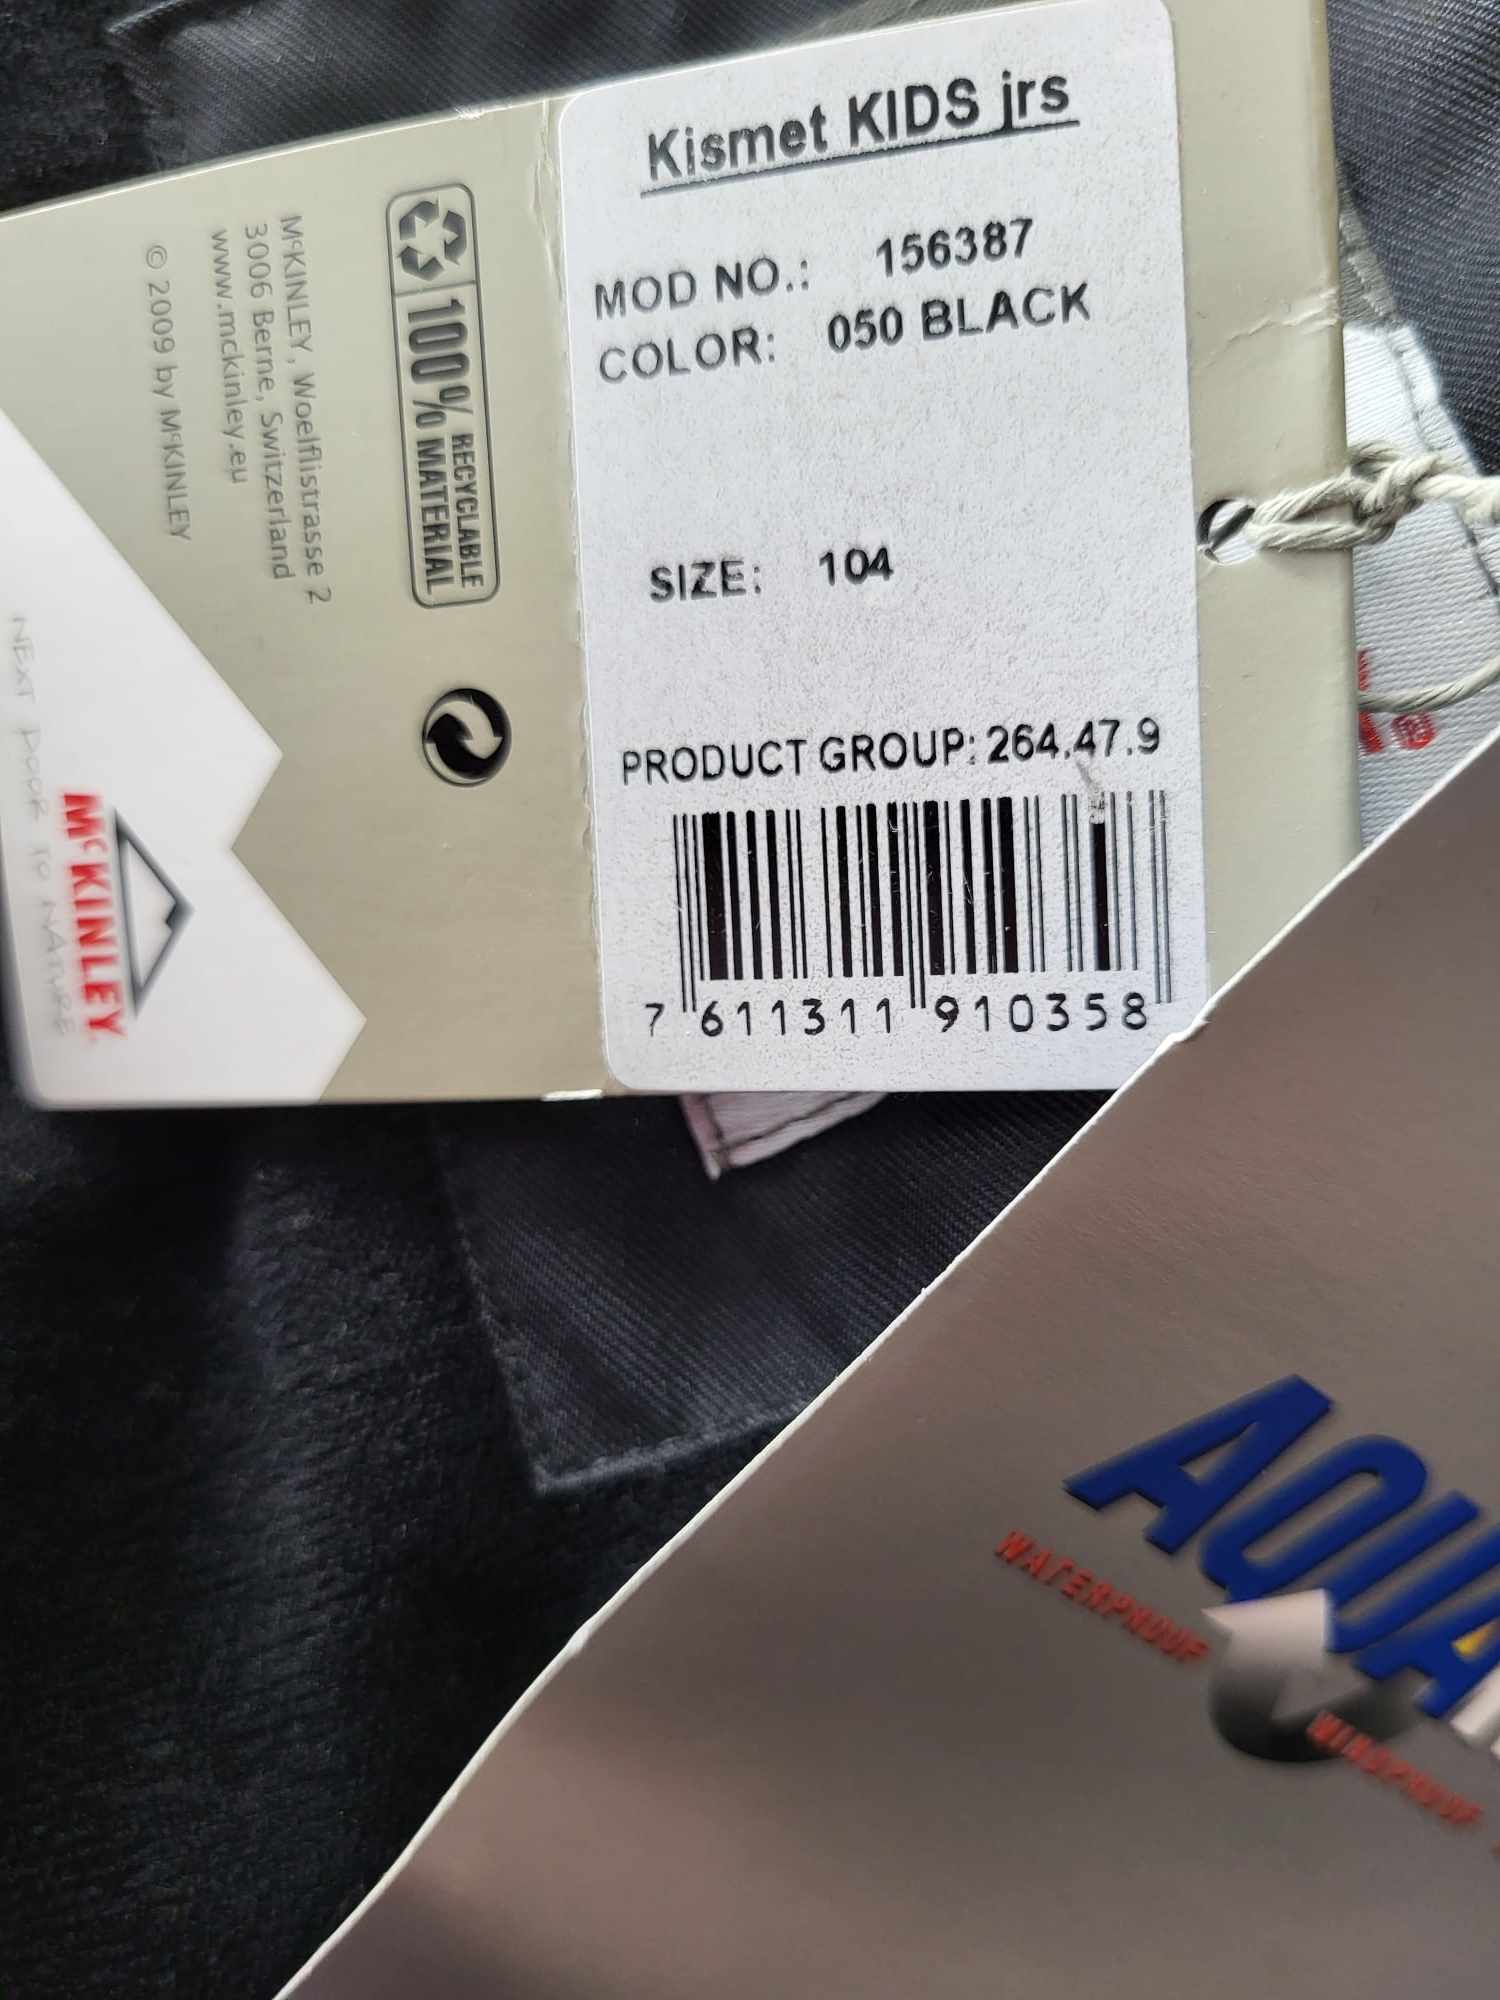 Kismet KIDS jrs
MOD NO.: 156387
COLOR: 050 BLACK
SIZE: 104
PRODUCT GROUP: 264.47.9
7 611311 910358
100% RECYCLABLE
MATERIAL
McKINLEY, Woelflistrasse 2
3006 Berne, Switzerland
www.mckinley.eu
© 2009 by McKINLEY
McKINLEY
NEXT DOOR TO NATURE
WATERPROOF
WINDPROOF